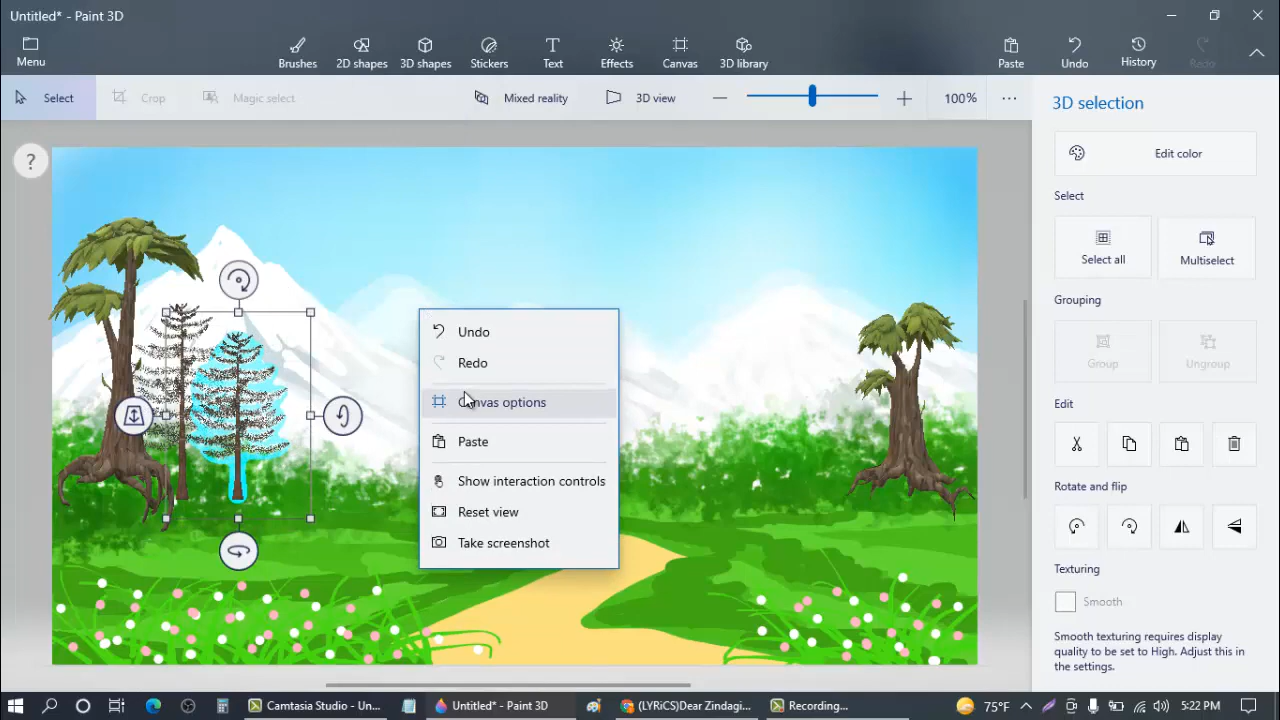 Untitled* - Paint 3D
Menu
Brushes
2D shapes
3D shapes
Stickers
Text
Effects
Canvas
3D library
Paste
Undo
History
Redo
Select
Crop
Magic select
Mixed reality
3D view
100%
3D selection
Edit color
Select
Select all
Multiselect
Grouping
Group
Ungroup
Edit
Rotate and flip
Texturing
Smooth
Smooth texturing requires display
quality to be set to High. Adjust this in
the settings.
?
Undo
Redo
Canvas options
Paste
Show interaction controls
Reset view
Take screenshot
Camtasia Studio - Un...
Untitled* - Paint 3D
(LYRiCS)Dear Zindagi...
Recording...
75°F
5:22 PM